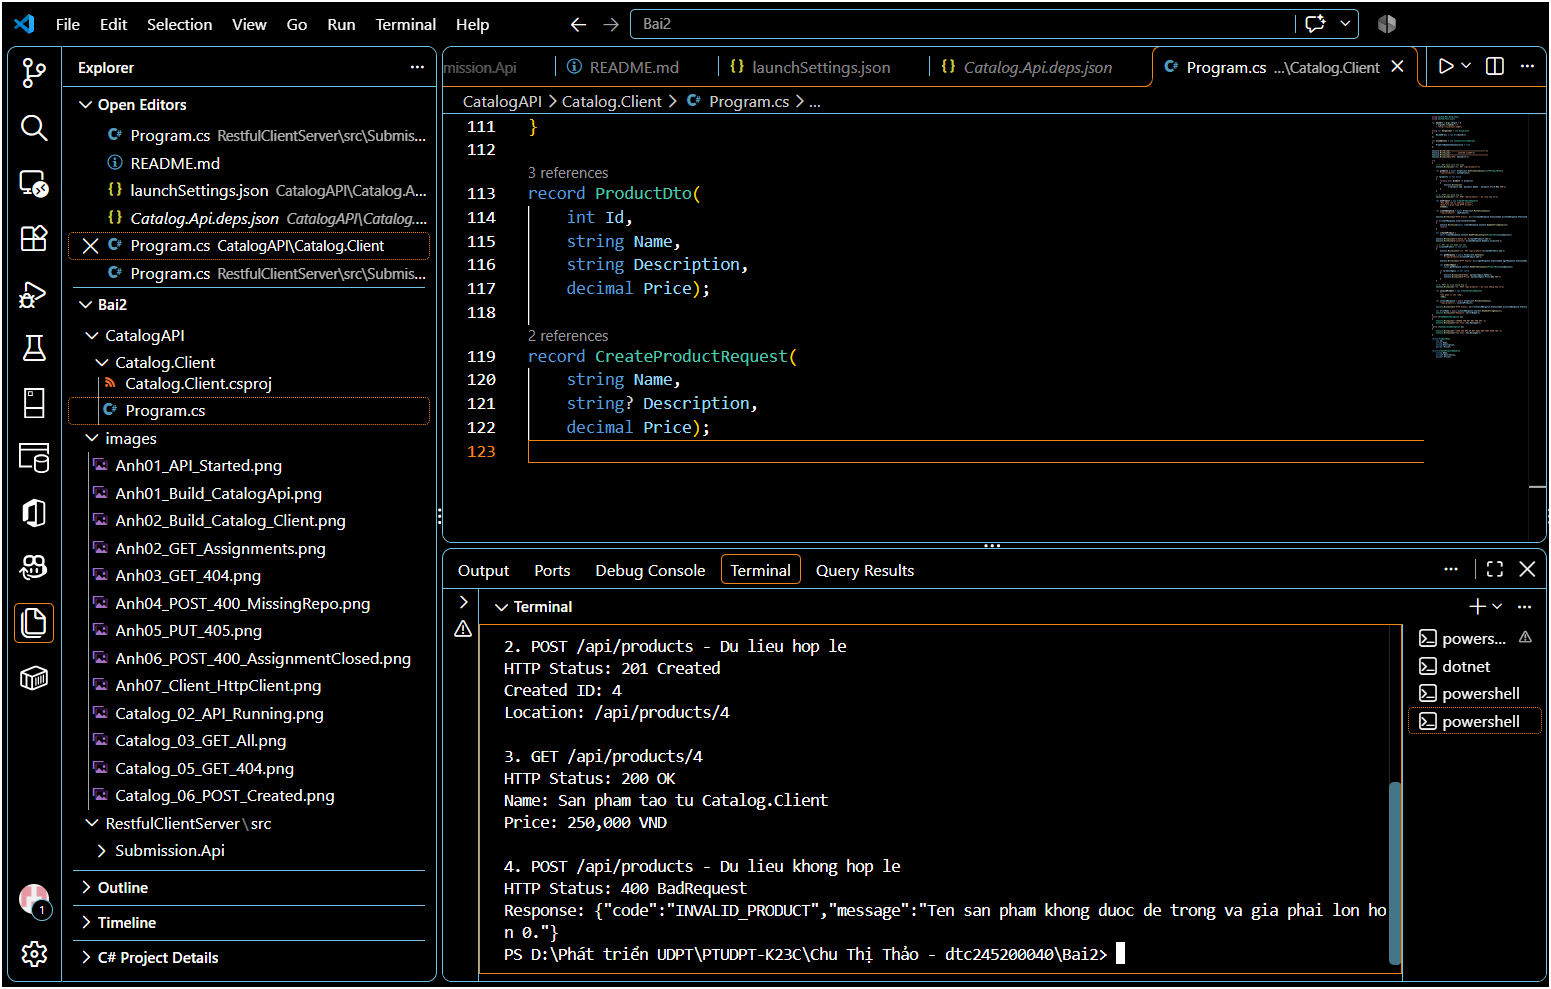 File Edit Selection View Go Run Terminal Help
Bai2
Explorer
Open Editors
Program.cs RestfulClientServer\src\Submis...
README.md
launchSettings.json CatalogAPI\Catalog.A...
Catalog.Api.deps.json CatalogAPI\Catalog....
Program.cs CatalogAPI\Catalog.Client
Program.cs RestfulClientServer\src\Submis...
Bai2
CatalogAPI
Catalog.Client
Catalog.Client.csproj
Program.cs
images
Anh01_API_Started.png
Anh01_Build_CatalogApi.png
Anh02_Build_Catalog_Client.png
Anh02_GET_Assignments.png
Anh03_GET_404.png
Anh04_POST_400_MissingRepo.png
Anh05_PUT_405.png
Anh06_POST_400_AssignmentClosed.png
Anh07_Client_HttpClient.png
Catalog_02_API_Running.png
Catalog_03_GET_All.png
Catalog_05_GET_404.png
Catalog_06_POST_Created.png
RestfulClientServer\src
Submission.Api
Outline
Timeline
C# Project Details
1
mission.Api README.md launchSettings.json Catalog.Api.deps.json Program.cs ...\Catalog.Client
CatalogAPI > Catalog.Client > Program.cs > ...
111 }
112
3 references
113 record ProductDto(
114 int Id,
115 string Name,
116 string Description,
117 decimal Price);
118
2 references
119 record CreateProductRequest(
120 string Name,
121 string? Description,
122 decimal Price);
123
Output Ports Debug Console Terminal Query Results
Terminal
2. POST /api/products - Du lieu hop le
HTTP Status: 201 Created
Created ID: 4
Location: /api/products/4
3. GET /api/products/4
HTTP Status: 200 OK
Name: San pham tao tu Catalog.Client
Price: 250,000 VND
4. POST /api/products - Du lieu khong hop le
HTTP Status: 400 BadRequest
Response: {"code":"INVALID_PRODUCT","message":"Ten san pham khong duoc de trong va gia phai lon ho
n 0."}
PS D:\Phát triển UDPT\PTUDPT-K23C\Chu Thị Thảo - dtc245200040\Bai2>
powers...
dotnet
powershell
powershell